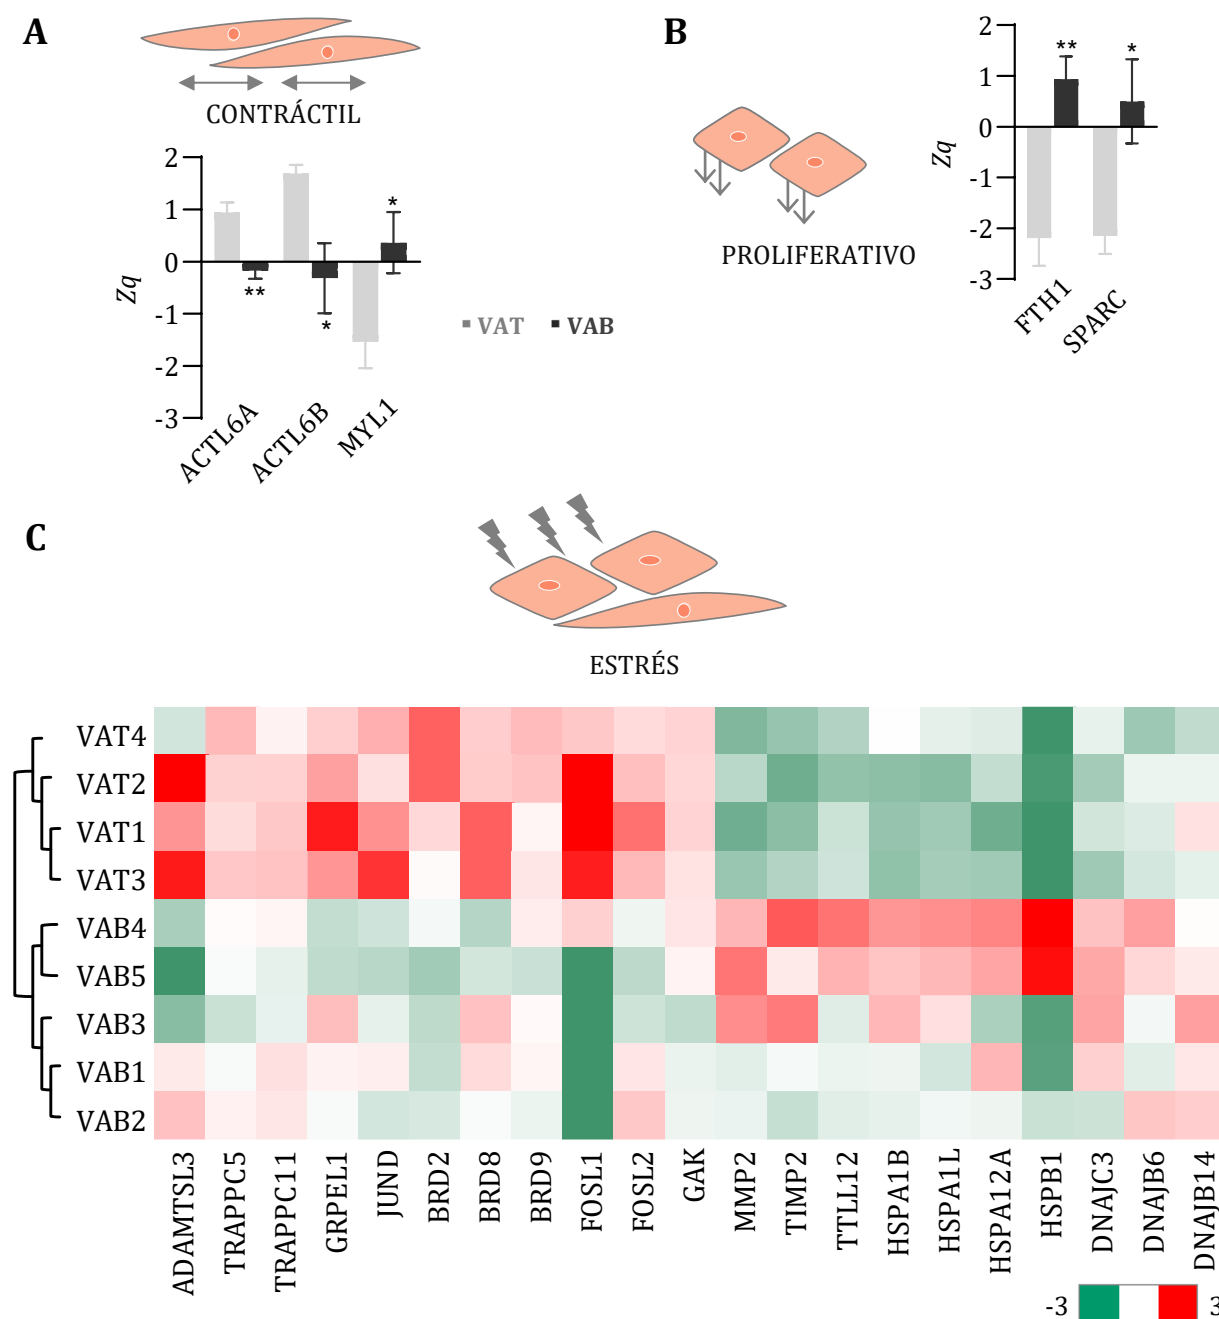 A
CONTRÁCTIL
2
1
0
-1
-2
-3
Zq
**
*
*
ACTL6A
ACTL6B
MYL1
VAT VAB
B
PROLIFERATIVO
2
1
0
-1
-2
-3
Zq
**
*
FTH1
SPARC
C
ESTRÉS
VAT4
VAT2
VAT1
VAT3
VAB4
VAB5
VAB3
VAB1
VAB2
ADAMTSL3
TRAPPC5
TRAPPC11
GRPEL1
JUND
BRD2
BRD8
BRD9
FOSL1
FOSL2
GAK
MMP2
TIMP2
TTLL12
HSPA1B
HSPA1L
HSPA12A
HSPB1
DNAJC3
DNAJB6
DNAJB14
-3 3